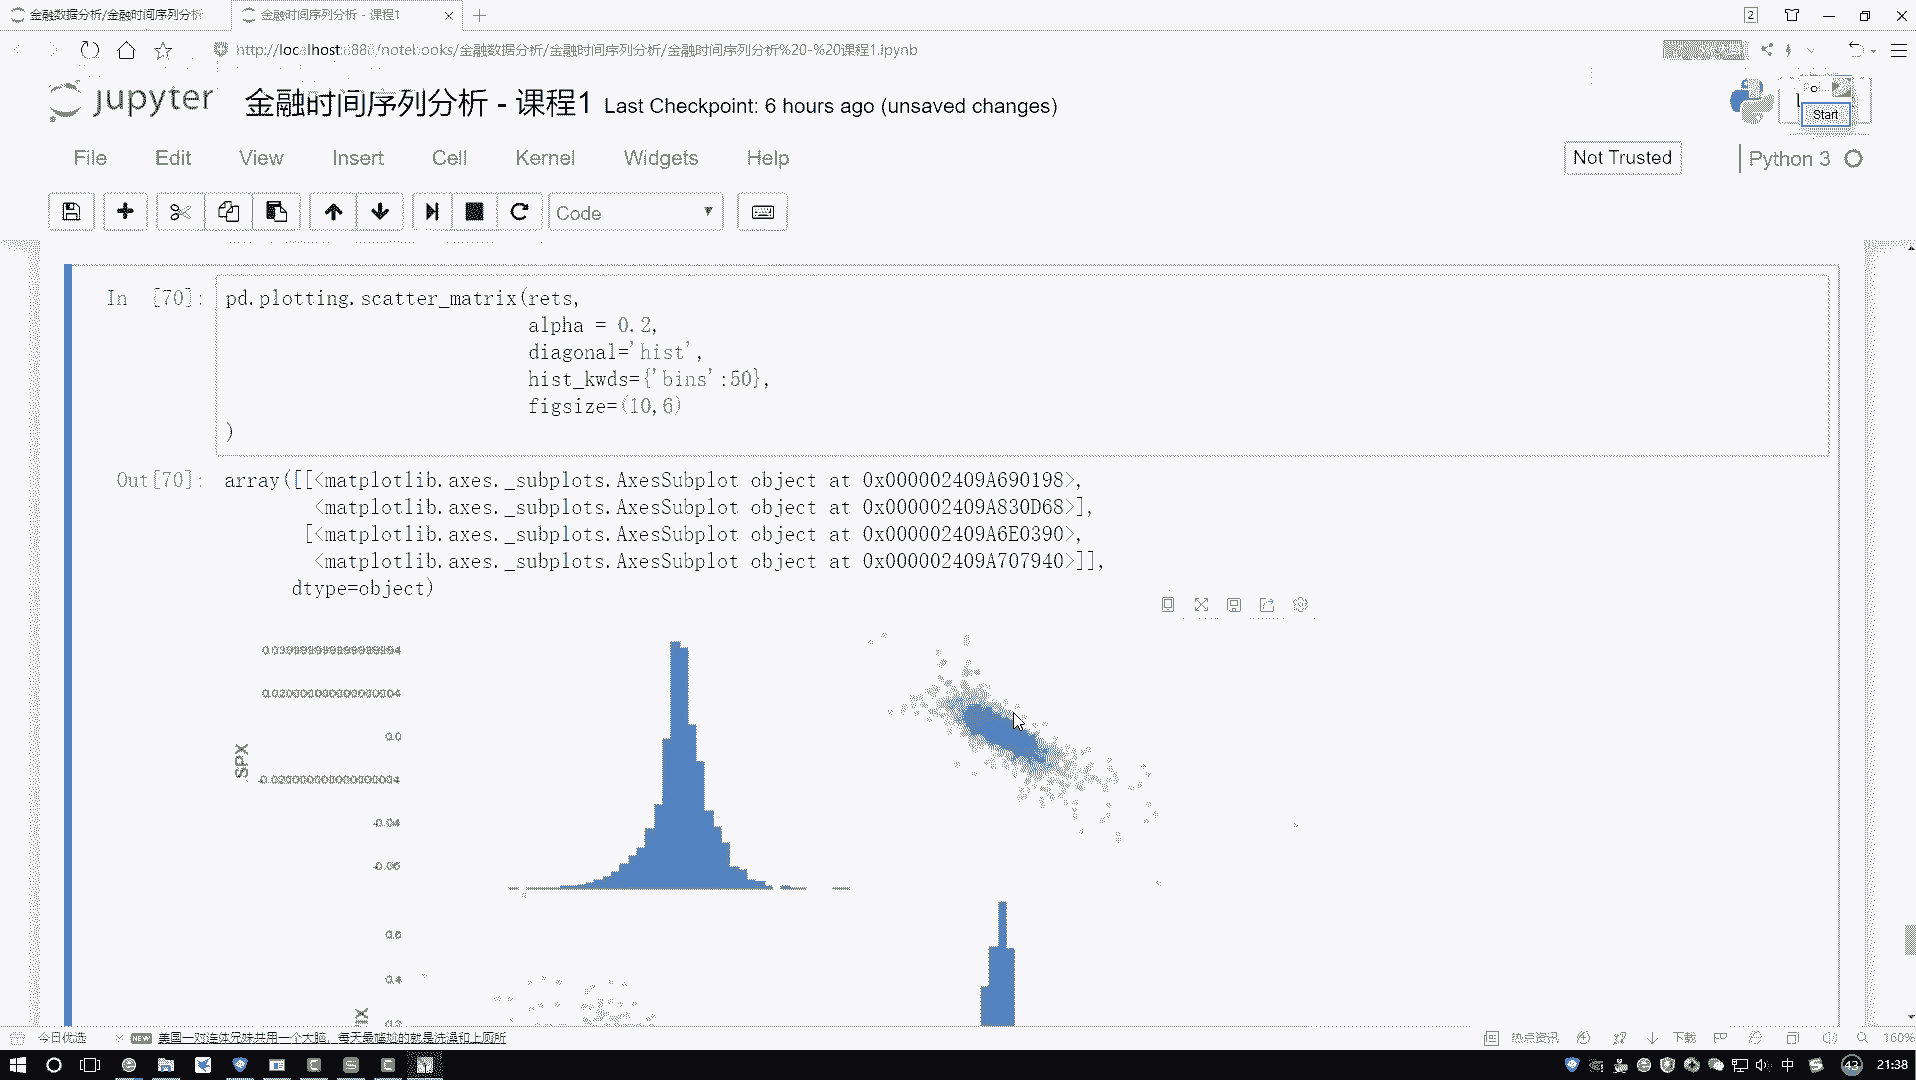 金融数据分析/金融时间序列分析
金融时间序列分析 - 课程1
2
http://localhost:888/notebooks/金融数据分析/金融时间序列分析/金融时间序列分析%20-%20课程1.ipynb
jupyter 金融时间序列分析 - 课程1 Last Checkpoint: 6 hours ago (unsaved changes)
Start
File Edit View Insert Cell Kernel Widgets Help
Not Trusted
Python 3
Code
In [70]: pd.plotting.scatter_matrix(rets,
alpha = 0.2,
diagonal='hist',
hist_kwds={'bins':50},
figsize=(10,6)
)
Out[70]: array([[<matplotlib.axes._subplots.AxesSubplot object at 0x000002409A690198>,
<matplotlib.axes._subplots.AxesSubplot object at 0x000002409A830D68>],
[<matplotlib.axes._subplots.AxesSubplot object at 0x000002409A6E0390>,
<matplotlib.axes._subplots.AxesSubplot object at 0x000002409A707940>]],
dtype=object)
0.020000000000000004
0.0
SPX
-0.020000000000000004
-0.04
-0.06
0.6
0.4
0.2
今日优选
NEW
美国一对连体兄妹共用一个大脑，每天最尴尬的就是洗澡和上厕所
热点资讯
下载
160%
中
43
21:38